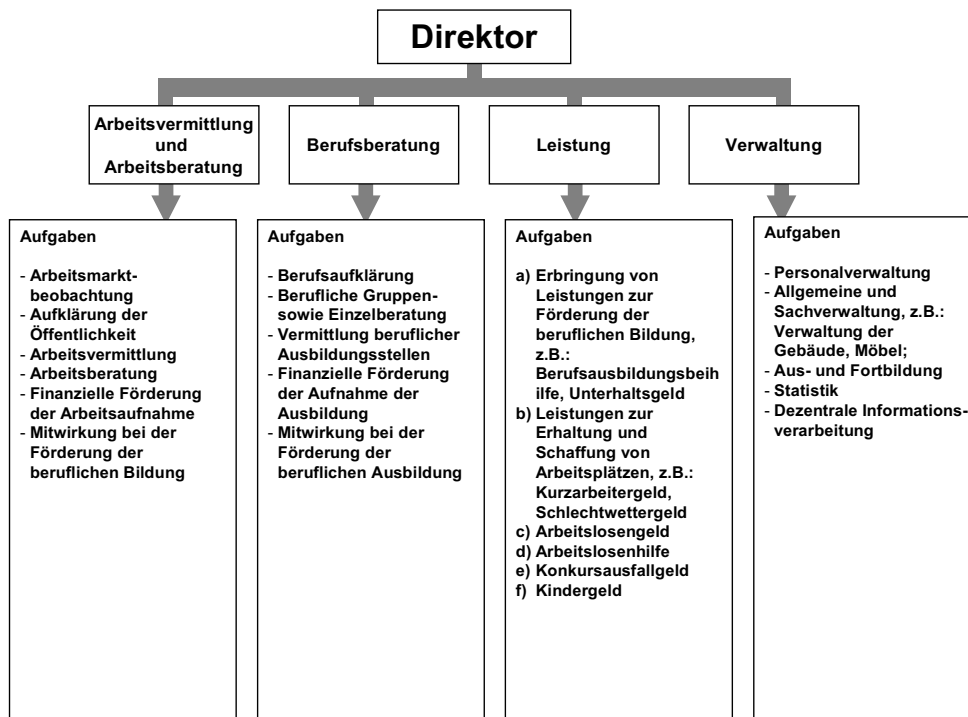 Direktor
Arbeitsvermittlung
und
Arbeitsberatung
Berufsberatung
Leistung
Verwaltung
Aufgaben
- Arbeitsmarkt-
beobachtung
- Aufklärung der
Öffentlichkeit
- Arbeitsvermittlung
- Arbeitsberatung
- Finanzielle Förderung
der Arbeitsaufnahme
- Mitwirkung bei der
Förderung der
beruflichen Bildung
Aufgaben
- Berufsaufklärung
- Berufliche Gruppen-
sowie Einzelberatung
- Vermittlung beruflicher
Ausbildungsstellen
- Finanzielle Förderung
der Aufnahme der
Ausbildung
- Mitwirkung bei der
Förderung der
beruflichen Ausbildung
Aufgaben
a) Erbringung von
Leistungen zur
Förderung der
beruflichen Bildung,
z.B.:
Berufsausbildungsbeih
ilfe, Unterhaltsgeld
b) Leistungen zur
Erhaltung und
Schaffung von
Arbeitsplätzen, z.B.:
Kurzarbeitergeld,
Schlechtwettergeld
c) Arbeitslosengeld
d) Arbeitslosenhilfe
e) Konkursausfallgeld
f) Kindergeld
Aufgaben
- Personalverwaltung
- Allgemeine und
Sachverwaltung, z.B.:
Verwaltung der
Gebäude, Möbel;
- Aus- und Fortbildung
- Statistik
- Dezentrale Informations-
verarbeitung